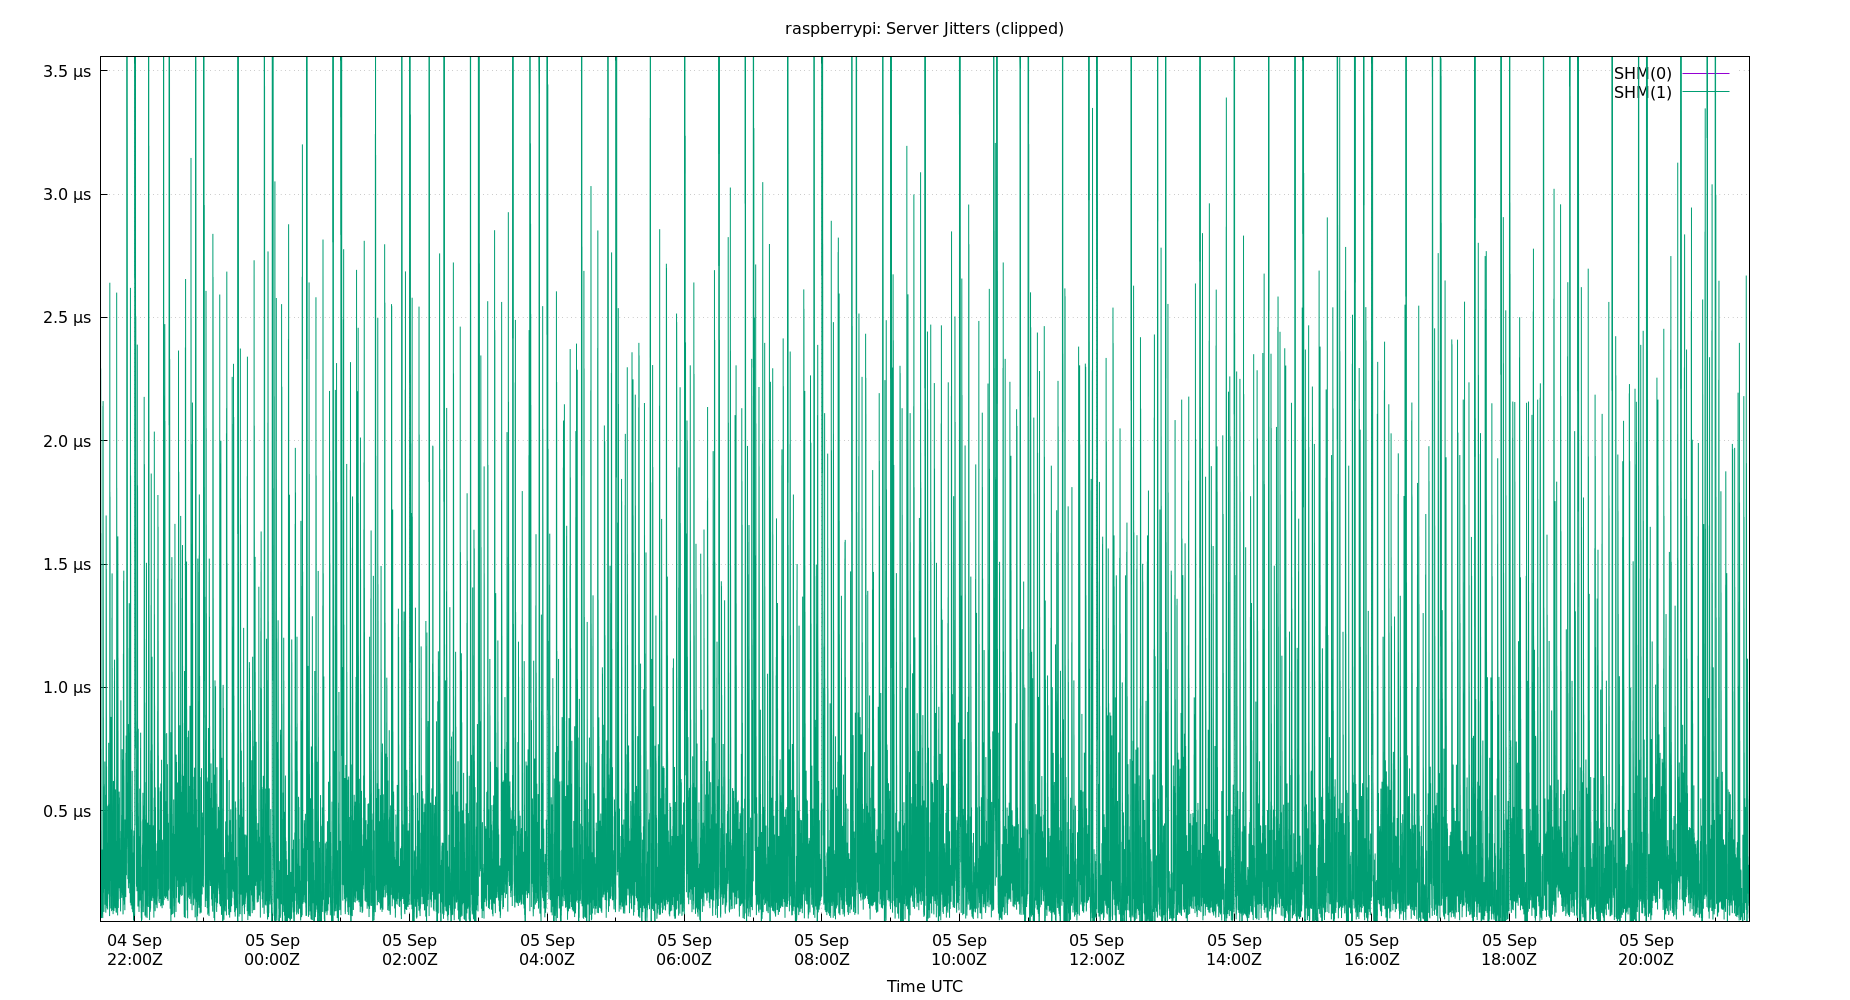 raspberrypi: Server Jitters (clipped)
3.5 µs
3.0 µs
2.5 µs
2.0 µs
1.5 µs
1.0 µs
0.5 µs
SHM(0)
SHM(1)
04 Sep 05 Sep 05 Sep 05 Sep 05 Sep 05 Sep 05 Sep 05 Sep 05 Sep 05 Sep 05 Sep 05 Sep
22:00Z 00:00Z 02:00Z 04:00Z 06:00Z 08:00Z 10:00Z 12:00Z 14:00Z 16:00Z 18:00Z 20:00Z
Time UTC